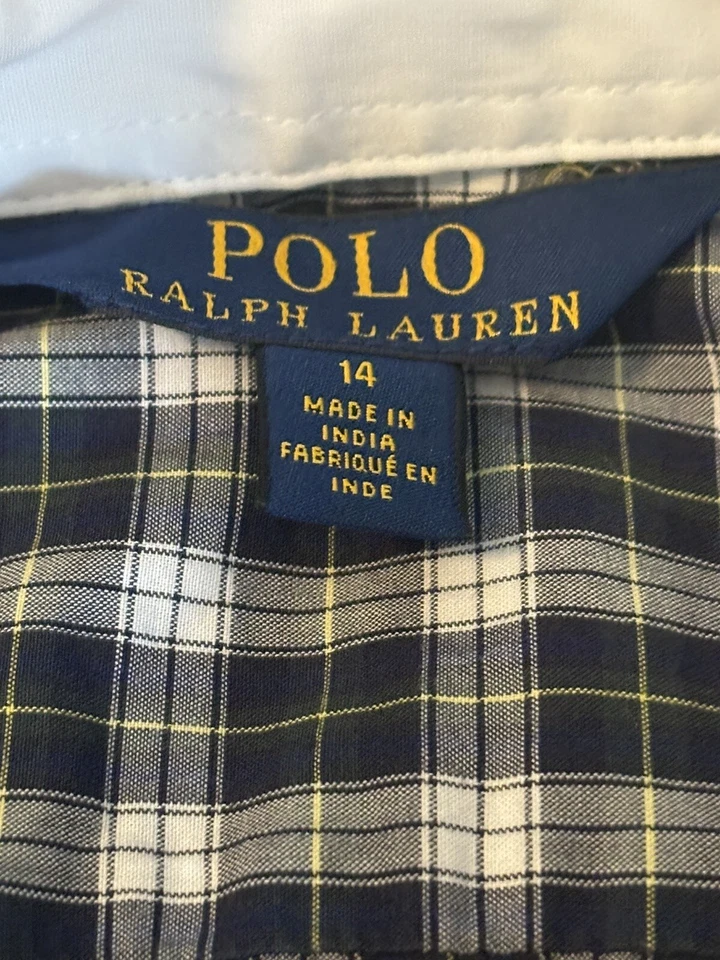 POLO
RALPH LAUREN
14
MADE IN
INDIA
FABRIQUÉ EN
INDE